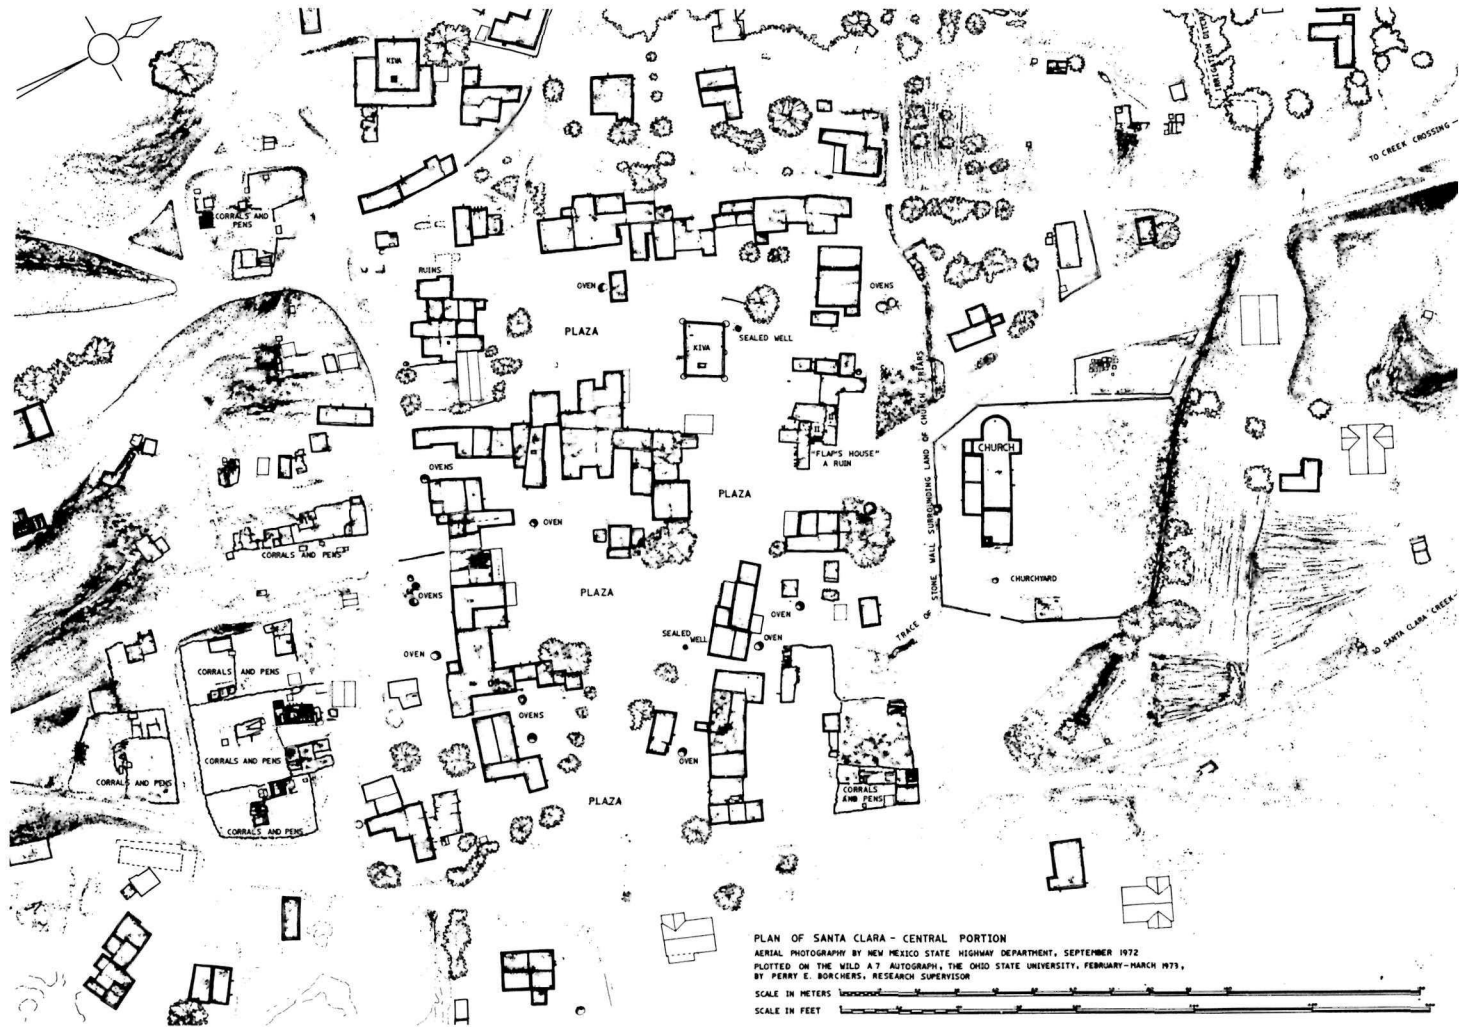 KIVA
TO CREEK CROSSING
CORRALS AND
PENS
RUINS
OVEN
OVENS
PLAZA
SEALED WELL
KIVA
"FLAP'S HOUSE"
A RUIN
CHURCH
OVENS
PLAZA
TRACE OF STONE WALL SURROUNDING LAND OF CHURCH FRIARS
OVEN
CORRALS AND PENS
CHURCHYARD
OVENS
PLAZA
OVEN
SEALED
WELL
OVEN
OVEN
TO SANTA CLARA CREEK
CORRALS AND PENS
OVENS
CORRALS AND PENS
OVEN
CORRALS AND PENS
CORRALS
AND PENS
PLAZA
CORRALS AND PENS
PLAN OF SANTA CLARA - CENTRAL PORTION
AERIAL PHOTOGRAPHY BY NEW MEXICO STATE HIGHWAY DEPARTMENT, SEPTEMBER 1972
PLOTTED ON THE WILD A7 AUTOGRAPH, THE OHIO STATE UNIVERSITY, FEBRUARY-MARCH 1973,
BY PERRY E. BORCHERS, RESEARCH SUPERVISOR
SCALE IN METERS
SCALE IN FEET